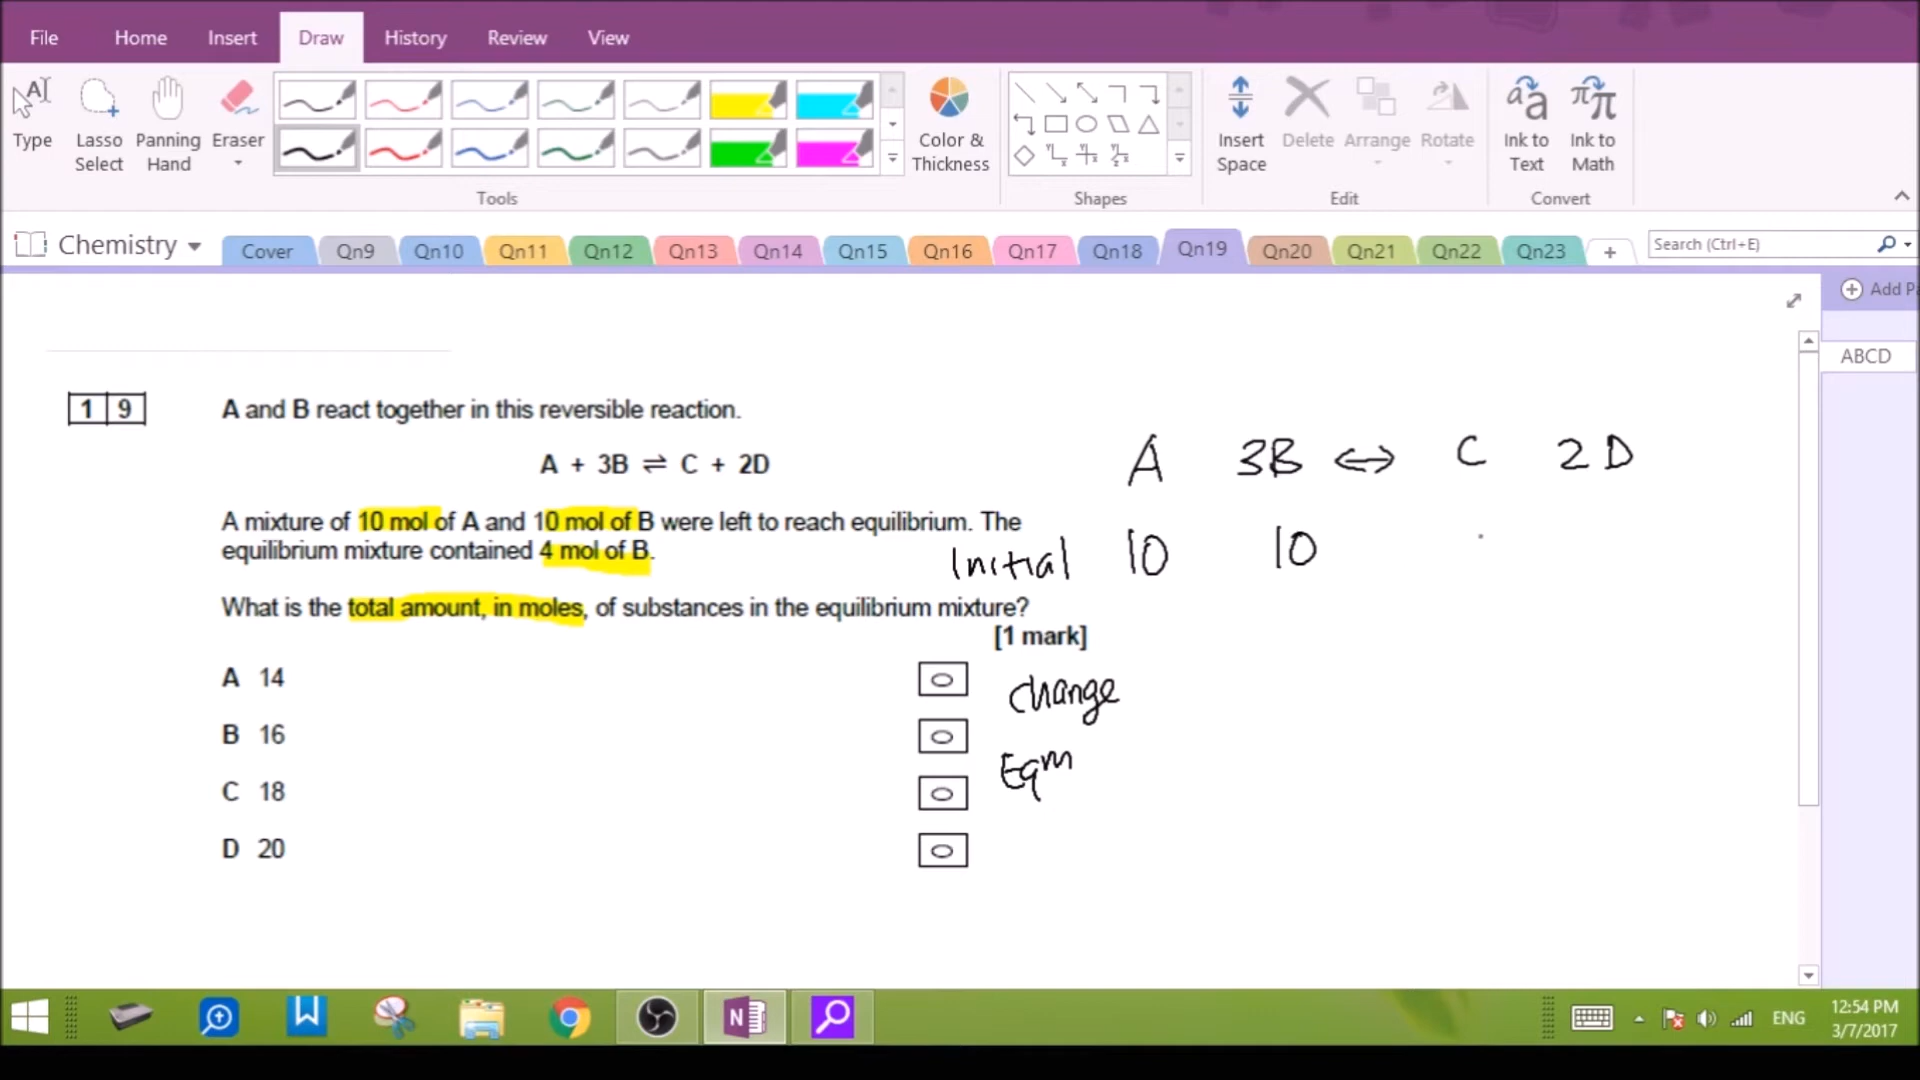 File Home Insert Draw History Review View
Type Lasso Select Panning Hand Eraser Color & Thickness Insert Space Delete Arrange Rotate Ink to Text Ink to Math
Tools Shapes Edit Convert
Chemistry Cover Qn9 Qn10 Qn11 Qn12 Qn13 Qn14 Qn15 Qn16 Qn17 Qn18 Qn19 Qn20 Qn21 Qn22 Qn23 + Search (Ctrl+E)
Add
ABCD
1 9 A and B react together in this reversible reaction.
A + 3B ⇌ C + 2D
A 3B ⇔ C 2D
A mixture of 10 mol of A and 10 mol of B were left to reach equilibrium. The
equilibrium mixture contained 4 mol of B.
Initial 10 10
What is the total amount, in moles, of substances in the equilibrium mixture?
[1 mark]
A 14
change
B 16
Eqm
C 18
D 20
ENG
12:54 PM
3/7/2017